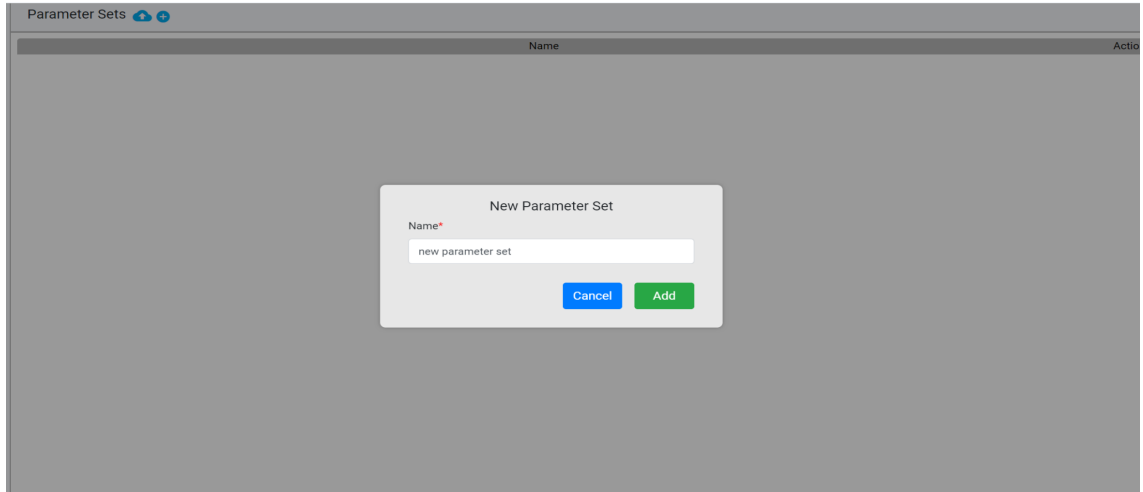 Parameter Sets
Name Actio
New Parameter Set
Name*
new parameter set
Cancel Add